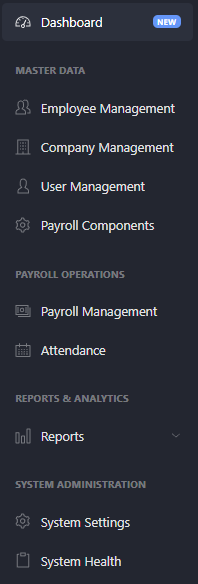 Dashboard NEW
MASTER DATA
Employee Management
Company Management
User Management
Payroll Components
PAYROLL OPERATIONS
Payroll Management
Attendance
REPORTS & ANALYTICS
Reports
SYSTEM ADMINISTRATION
System Settings
System Health